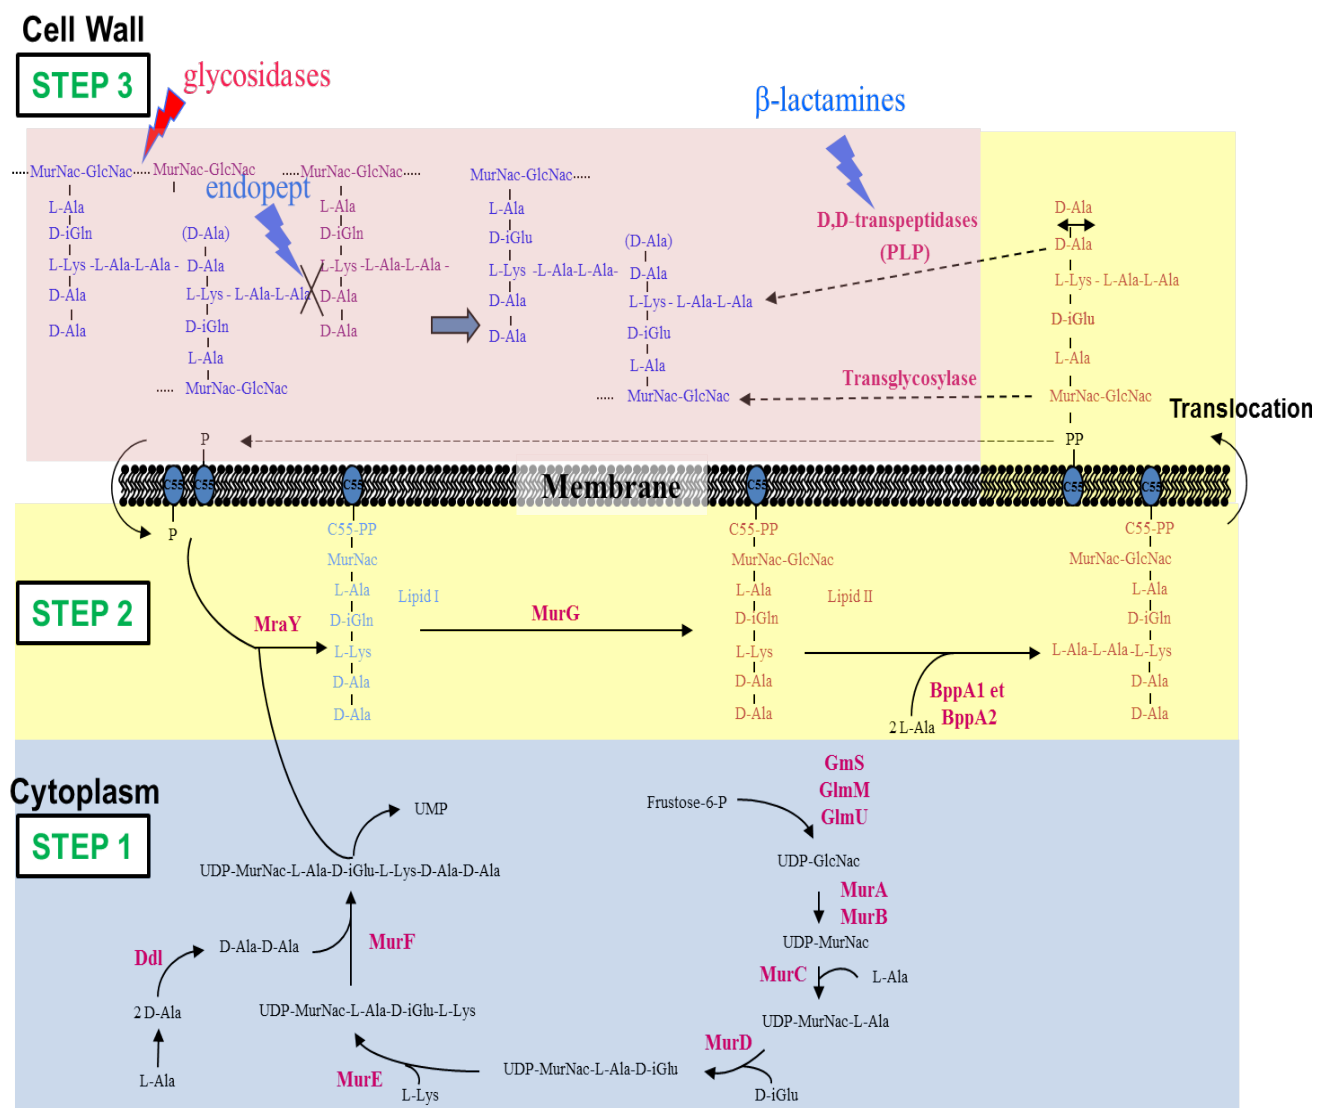 Cell Wall
STEP 3
glycosidases
β-lactamines
MurNac-GlcNac
MurNac-GlcNac
MurNac-GlcNac
MurNac-GlcNac
endopept
L-Ala
D-iGln
L-Lys -L-Ala-L-Ala -
D-Ala
D-Ala
(D-Ala)
D-Ala
L-Lys - L-Ala-L-Ala
D-iGln
L-Ala
MurNac-GlcNac
L-Ala
D-iGln
L-Lys -L-Ala-L-Ala -
D-Ala
D-Ala
L-Ala
D-iGlu
L-Lys -L-Ala-L-Ala-
D-Ala
D-Ala
(D-Ala)
D-Ala
L-Lys - L-Ala-L-Ala
D-iGlu
L-Ala
MurNac-GlcNac
D,D-transpeptidases
(PLP)
Transglycosylase
D-Ala
D-Ala
L-Lys - L-Ala-L-Ala
D-iGlu
L-Ala
MurNac-GlcNac
PP
Translocation
P
C55
C55
C55
Membrane
C55
C55
C55
P
STEP 2
MraY
C55-PP
MurNac
L-Ala
D-iGln
L-Lys
D-Ala
D-Ala
Lipid I
MurG
C55-PP
MurNac-GlcNac
L-Ala
D-iGln
L-Lys
D-Ala
D-Ala
Lipid II
BppA1 et
BppA2
2 L-Ala
C55-PP
MurNac-GlcNac
L-Ala
D-iGln
L-Ala-L-Ala-L-Lys
D-Ala
D-Ala
Cytoplasm
STEP 1
UMP
Frustose-6-P
GmS
GlmM
GlmU
UDP-GlcNac
UDP-MurNac-L-Ala-D-iGlu-L-Lys-D-Ala-D-Ala
MurA
MurB
UDP-MurNac
Ddl
D-Ala-D-Ala
MurF
MurC
L-Ala
2 D-Ala
UDP-MurNac-L-Ala-D-iGlu-L-Lys
UDP-MurNac-L-Ala
MurD
L-Ala
MurE
L-Lys
UDP-MurNac-L-Ala-D-iGlu
D-iGlu